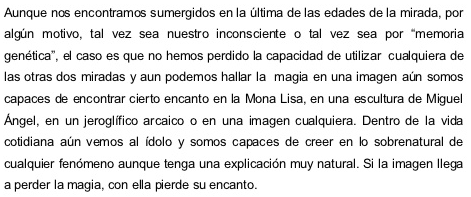 Aunque nos encontramos sumergidos en la última de las edades de la mirada, por
algún motivo, tal vez sea nuestro inconsciente o tal vez sea por “memoria
genética”, el caso es que no hemos perdido la capacidad de utilizar cualquiera de
las otras dos miradas y aun podemos hallar la magia en una imagen aún somos
capaces de encontrar cierto encanto en la Mona Lisa, en una escultura de Miguel
Ángel, en un jeroglífico arcaico o en una imagen cualquiera. Dentro de la vida
cotidiana aún vemos al ídolo y somos capaces de creer en lo sobrenatural de
cualquier fenómeno aunque tenga una explicación muy natural. Si la imagen llega
a perder la magia, con ella pierde su encanto.